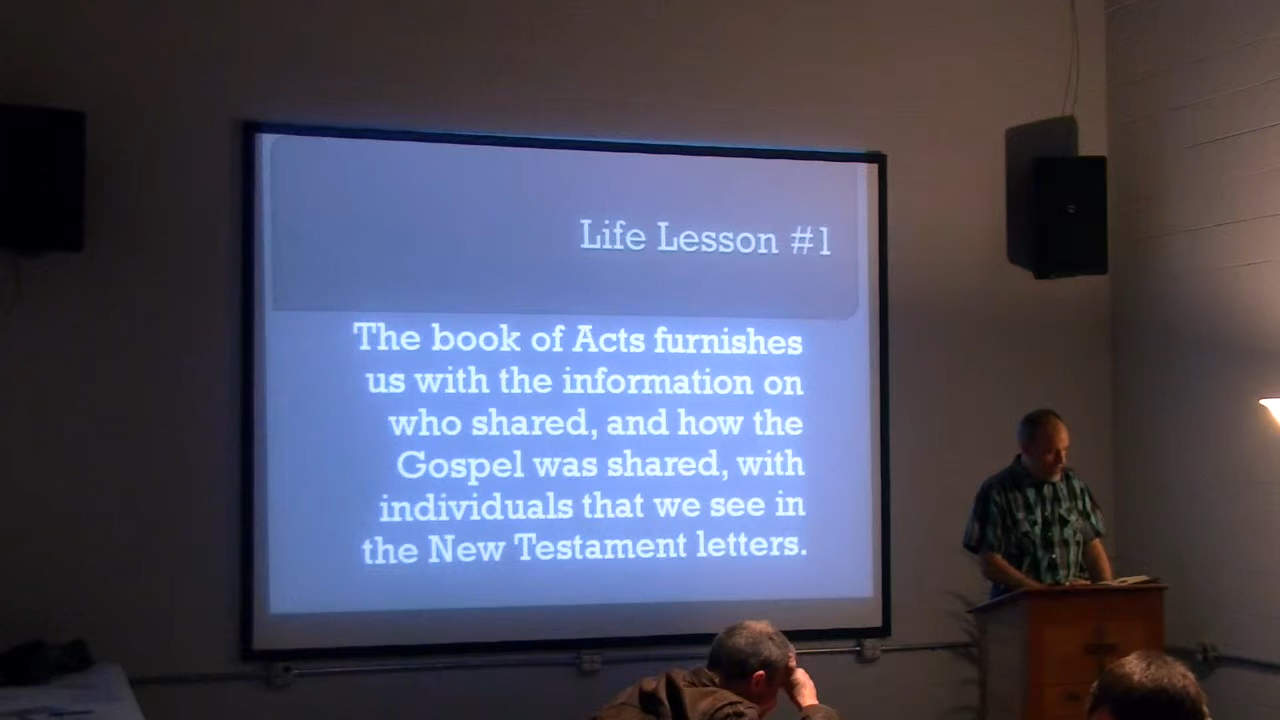 Life Lesson #1
The book of Acts furnishes
us with the information on
who shared, and how the
Gospel was shared, with
individuals that we see in
the New Testament letters.